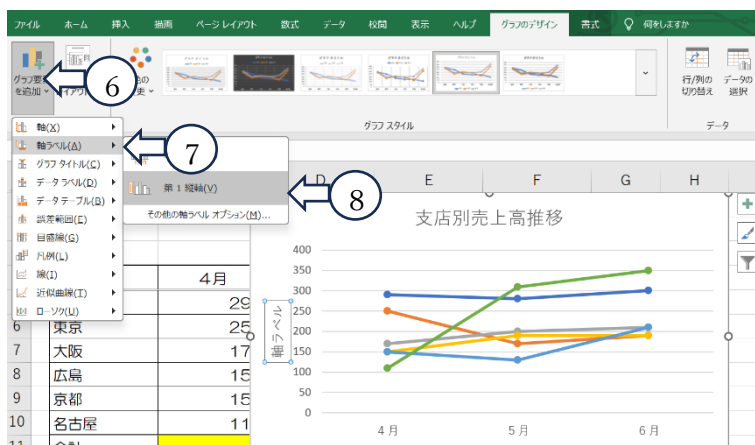 ファイル ホーム 挿入 描画 ページ レイアウト 数式 データ 校閲 表示 ヘルプ グラフのデザイン 書式 何をしますか
グラフ要
を追加
6
行/列の
切り替え
データの
選択
グラフ スタイル
データ
軸(X)
軸ラベル(A)
グラフ タイトル(C)
データ ラベル(D)
データ テーブル(B)
誤差範囲(E)
目盛線(G)
凡例(L)
線(I)
近似曲線(T)
ローソク(U)
7
第 1 縦軸(V)
その他の軸ラベル オプション(M)...
8
D E F G H
4月
29
6 東京 25
7 大阪 17
8 広島 15
9 京都 15
10 名古屋 11
支店別売上高推移
軸ラベル
400
350
300
250
200
150
100
50
0
4月 5月 6月